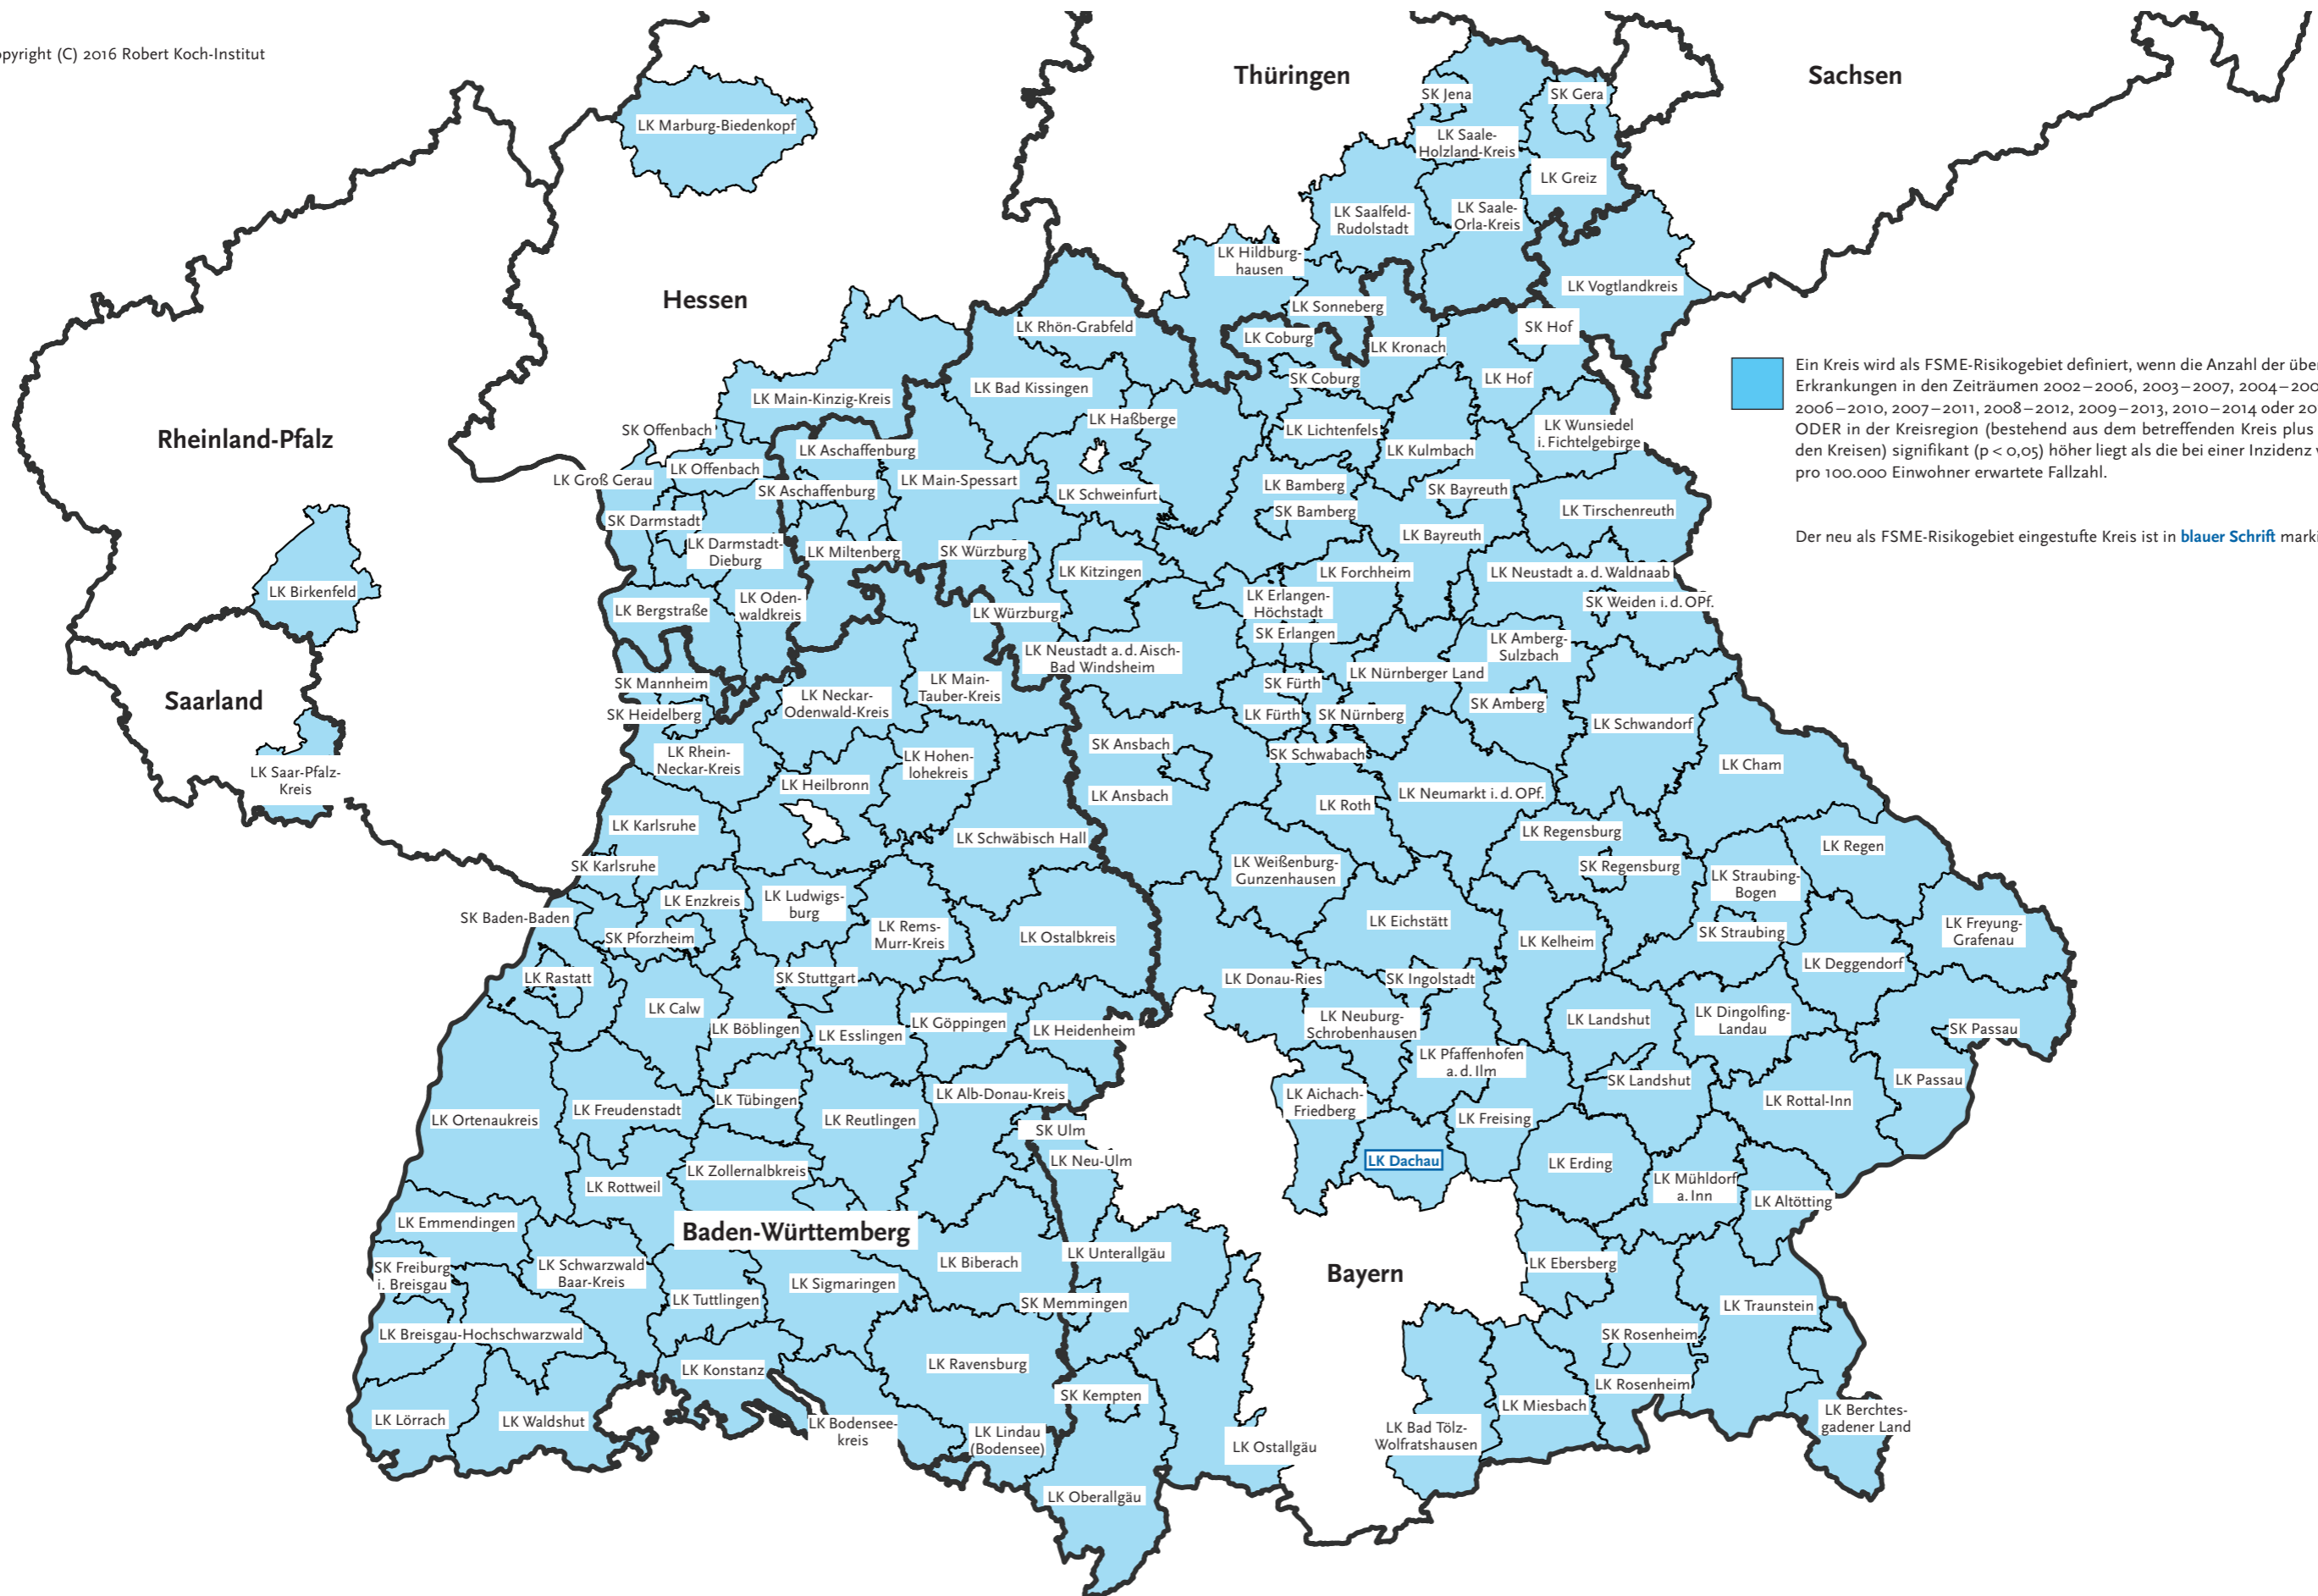 opyright (C) 2016 Robert Koch-Institut
Thüringen
Sachsen
SK Jena
SK Gera
LK Marburg-Biedenkopf
LK Saale-
Holzland-Kreis
LK Greiz
LK Saalfeld-
Rudolstadt
LK Saale-
Orla-Kreis
LK Hildburg-
hausen
LK Vogtlandkreis
Hessen
LK Sonneberg
LK Rhön-Grabfeld
SK Hof
LK Coburg
LK Kronach
Ein Kreis wird als FSME-Risikogebiet definiert, wenn die Anzahl der über
Erkrankungen in den Zeiträumen 2002–2006, 2003–2007, 2004–200
2006–2010, 2007–2011, 2008–2012, 2009–2013, 2010–2014 oder 20
ODER in der Kreisregion (bestehend aus dem betreffenden Kreis plus
den Kreisen) signifikant (p < 0,05) höher liegt als die bei einer Inzidenz v
pro 100.000 Einwohner erwartete Fallzahl.
Der neu als FSME-Risikogebiet eingestufte Kreis ist in blauer Schrift marki
SK Coburg
LK Hof
LK Bad Kissingen
LK Main-Kinzig-Kreis
LK Haßberge
SK Offenbach
LK Lichtenfels
LK Wunsiedel
i. Fichtelgebirge
Rheinland-Pfalz
LK Aschaffenburg
LK Kulmbach
LK Offenbach
LK Groß Gerau
LK Main-Spessart
SK Aschaffenburg
LK Schweinfurt
LK Bamberg
SK Bayreuth
SK Bamberg
LK Tirschenreuth
SK Darmstadt
LK Bayreuth
LK Darmstadt-
Dieburg
LK Miltenberg
SK Würzburg
LK Kitzingen
LK Forchheim
LK Neustadt a. d. Waldnaab
LK Birkenfeld
LK Bergstraße
LK Oden-
waldkreis
LK Würzburg
LK Erlangen-
Höchstadt
SK Weiden i. d. OPf.
SK Erlangen
LK Neustadt a. d. Aisch-
Bad Windsheim
LK Amberg-
Sulzbach
LK Nürnberger Land
SK Mannheim
LK Main-
Tauber-Kreis
SK Fürth
Saarland
LK Neckar-
Odenwald-Kreis
SK Amberg
SK Heidelberg
LK Fürth
SK Nürnberg
LK Schwandorf
SK Ansbach
SK Schwabach
LK Rhein-
Neckar-Kreis
LK Hohen-
lohekreis
LK Cham
LK Saar-Pfalz-
Kreis
LK Heilbronn
LK Ansbach
LK Roth
LK Neumarkt i. d. OPf.
LK Karlsruhe
LK Schwäbisch Hall
LK Regensburg
LK Regen
SK Karlsruhe
LK Weißenburg-
Gunzenhausen
SK Regensburg
LK Straubing-
Bogen
LK Enzkreis
LK Ludwigs-
burg
SK Baden-Baden
LK Eichstätt
LK Freyung-
Grafenau
SK Pforzheim
LK Rems-
Murr-Kreis
LK Ostalbkreis
LK Kelheim
SK Straubing
LK Rastatt
SK Stuttgart
LK Donau-Ries
SK Ingolstadt
LK Deggendorf
LK Calw
LK Böblingen
LK Esslingen
LK Göppingen
LK Heidenheim
LK Neuburg-
Schrobenhausen
LK Landshut
LK Dingolfing-
Landau
SK Passau
LK Pfaffenhofen
a. d. Ilm
SK Landshut
LK Passau
LK Alb-Donau-Kreis
LK Aichach-
Friedberg
LK Rottal-Inn
LK Ortenaukreis
LK Freudenstadt
LK Tübingen
LK Reutlingen
SK Ulm
LK Freising
LK Neu-Ulm
LK Dachau
LK Erding
LK Zollernalbkreis
LK Rottweil
LK Mühldorf
a. Inn
LK Altötting
LK Emmendingen
Baden-Württemberg
LK Unterallgäu
LK Biberach
LK Ebersberg
Bayern
SK Freiburg
i. Breisgau
LK Schwarzwald
Baar-Kreis
LK Sigmaringen
LK Tuttlingen
SK Memmingen
LK Traunstein
LK Breisgau-Hochschwarzwald
SK Rosenheim
LK Ravensburg
LK Konstanz
LK Rosenheim
SK Kempten
LK Miesbach
LK Lörrach
LK Waldshut
LK Bodensee-
kreis
LK Lindau
(Bodensee)
LK Ostallgäu
LK Bad Tölz-
Wolfratshausen
LK Berchtes-
gadener Land
LK Oberallgäu